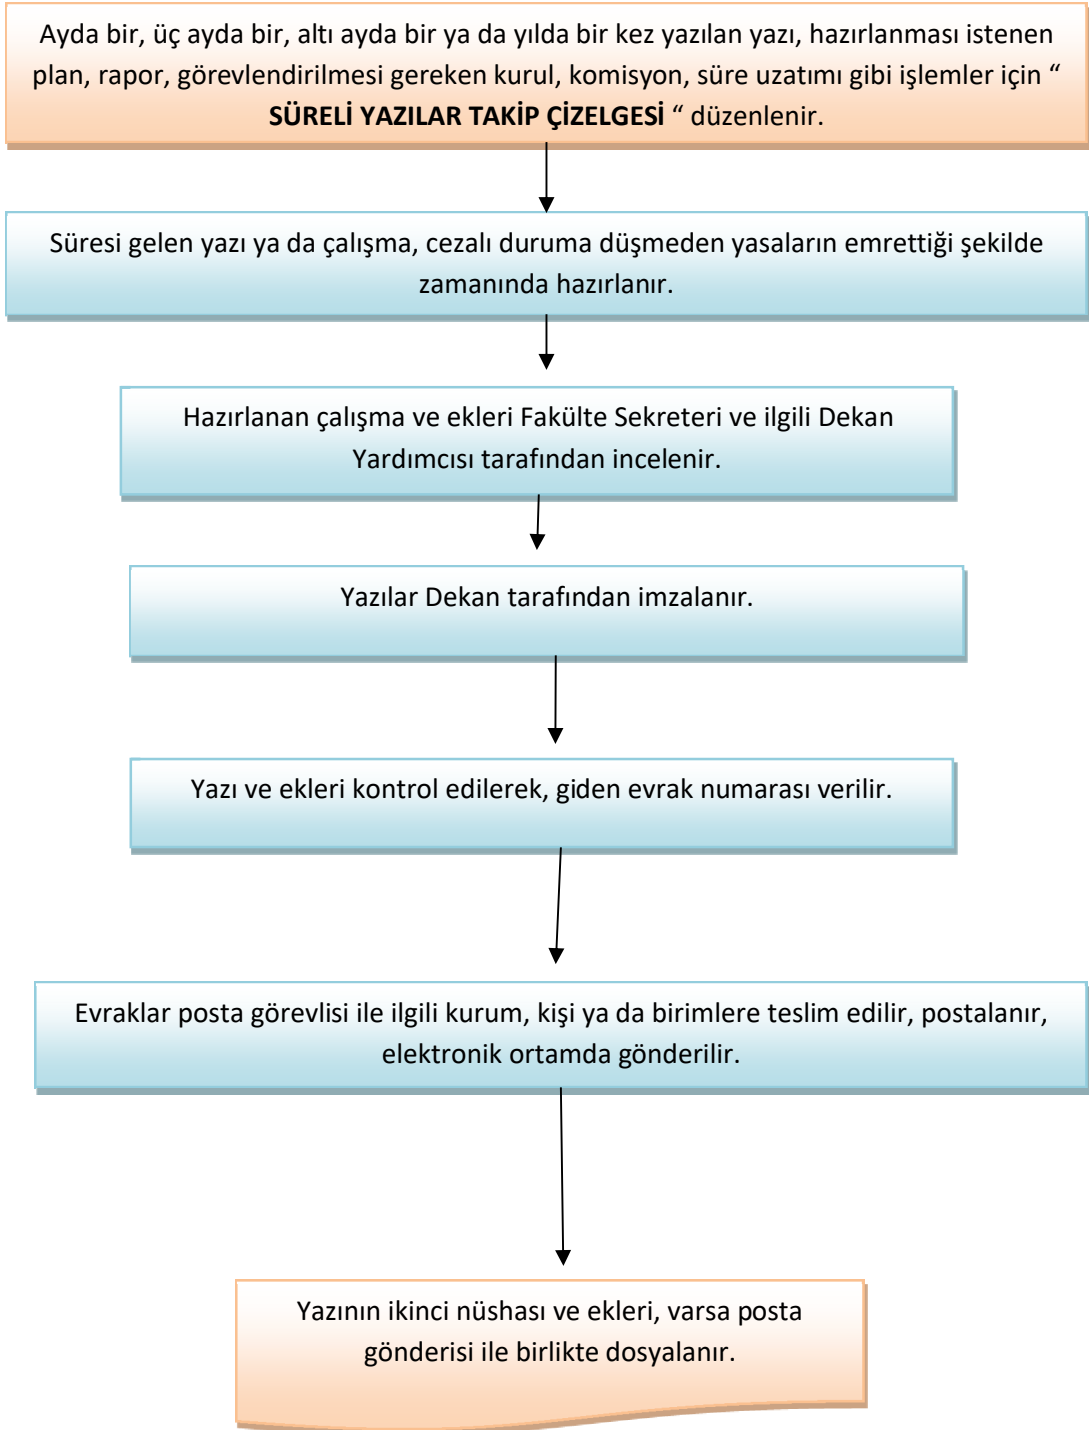 Ayda bir, üç ayda bir, altı ayda bir ya da yılda bir kez yazılan yazı, hazırlanması istenen
plan, rapor, görevlendirilmesi gereken kurul, komisyon, süre uzatımı gibi işlemler için “
SÜRELİ YAZILAR TAKİP ÇİZELGESİ “ düzenlenir.
Süresi gelen yazı ya da çalışma, cezalı duruma düşmeden yasaların emrettiği şekilde
zamanında hazırlanır.
Hazırlanan çalışma ve ekleri Fakülte Sekreteri ve ilgili Dekan
Yardımcısı tarafından incelenir.
Yazılar Dekan tarafından imzalanır.
Yazı ve ekleri kontrol edilerek, giden evrak numarası verilir.
Evraklar posta görevlisi ile ilgili kurum, kişi ya da birimlere teslim edilir, postalanır,
elektronik ortamda gönderilir.
Yazının ikinci nüshası ve ekleri, varsa posta
gönderisi ile birlikte dosyalanır.